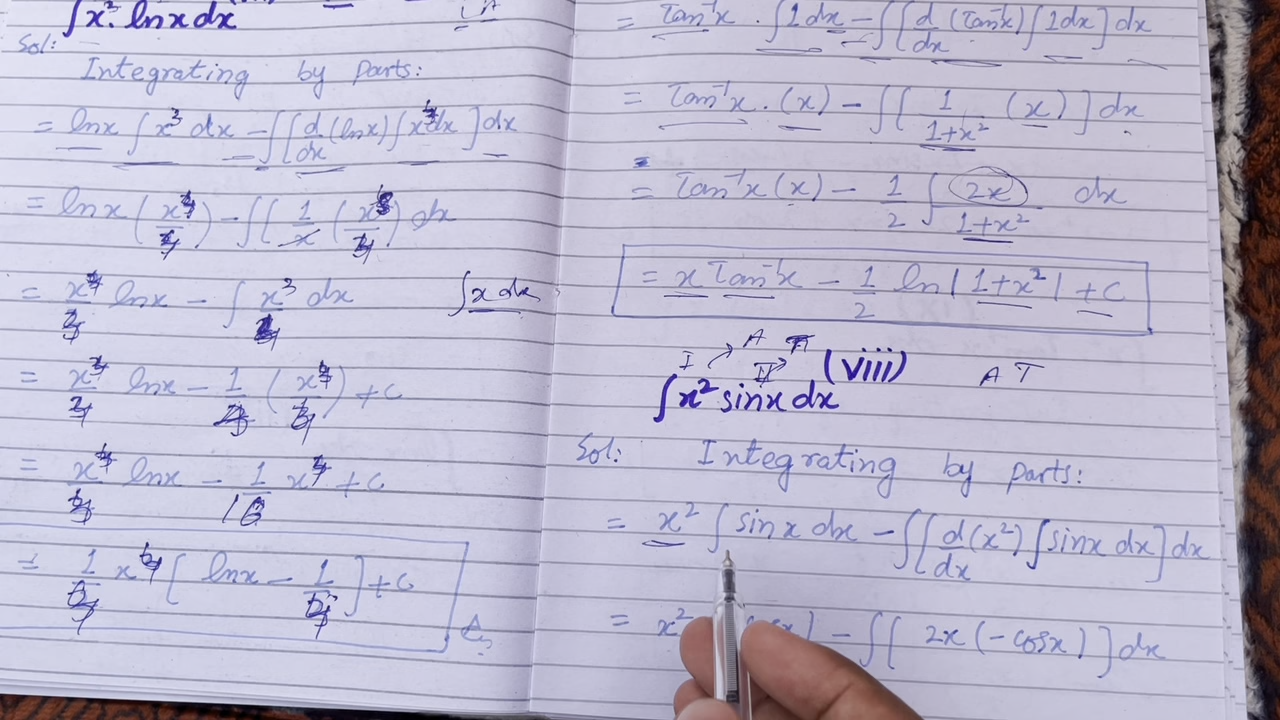 ∫x². lnx dx
Sol:
Integrating by parts:
= lnx ∫x³ dx − ∫[d/dx (lnx) ∫x³dx] dx
= lnx (x⁴/4) − ∫[1/x (x⁴/4) dx
= x⁴/4 lnx − ∫ x³/4 dx
∫x dx
= x⁴/4 lnx − 1/4 (x⁴/4) + c
= x⁴/4 lnx − 1/16 x⁴ + c
= 1/4 x⁴ [lnx − 1/4] + c
= Tan⁻¹x . ∫1dx − ∫[d/dx (Tan⁻¹x) ∫1dx] dx
= Tan⁻¹x . (x) − ∫[1/1+x² (x)] dx
= Tan⁻¹x (x) − 1/2 ∫ 2x/1+x² dx
= x Tan⁻¹x − 1/2 ln|1+x²| + c
I A II T (viii) A T
∫x² sinx dx
Sol: Integrating by parts:
= x² ∫sinx dx − ∫[d/dx (x²) ∫sinx dx] dx
= x² − ∫[2x (−cosx)] dx